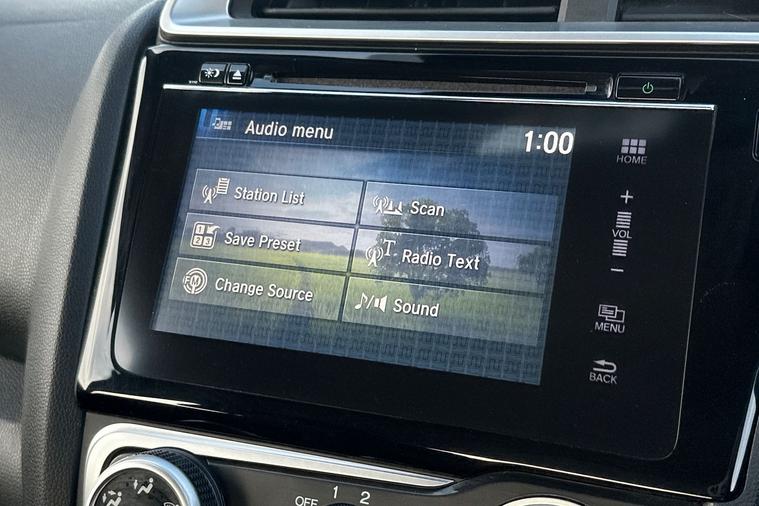 Audio menu
1:00
Station List
Scan
Save Preset
Radio Text
Change Source
Sound
HOME
+
VOL
−
MENU
BACK
OFF 1 2